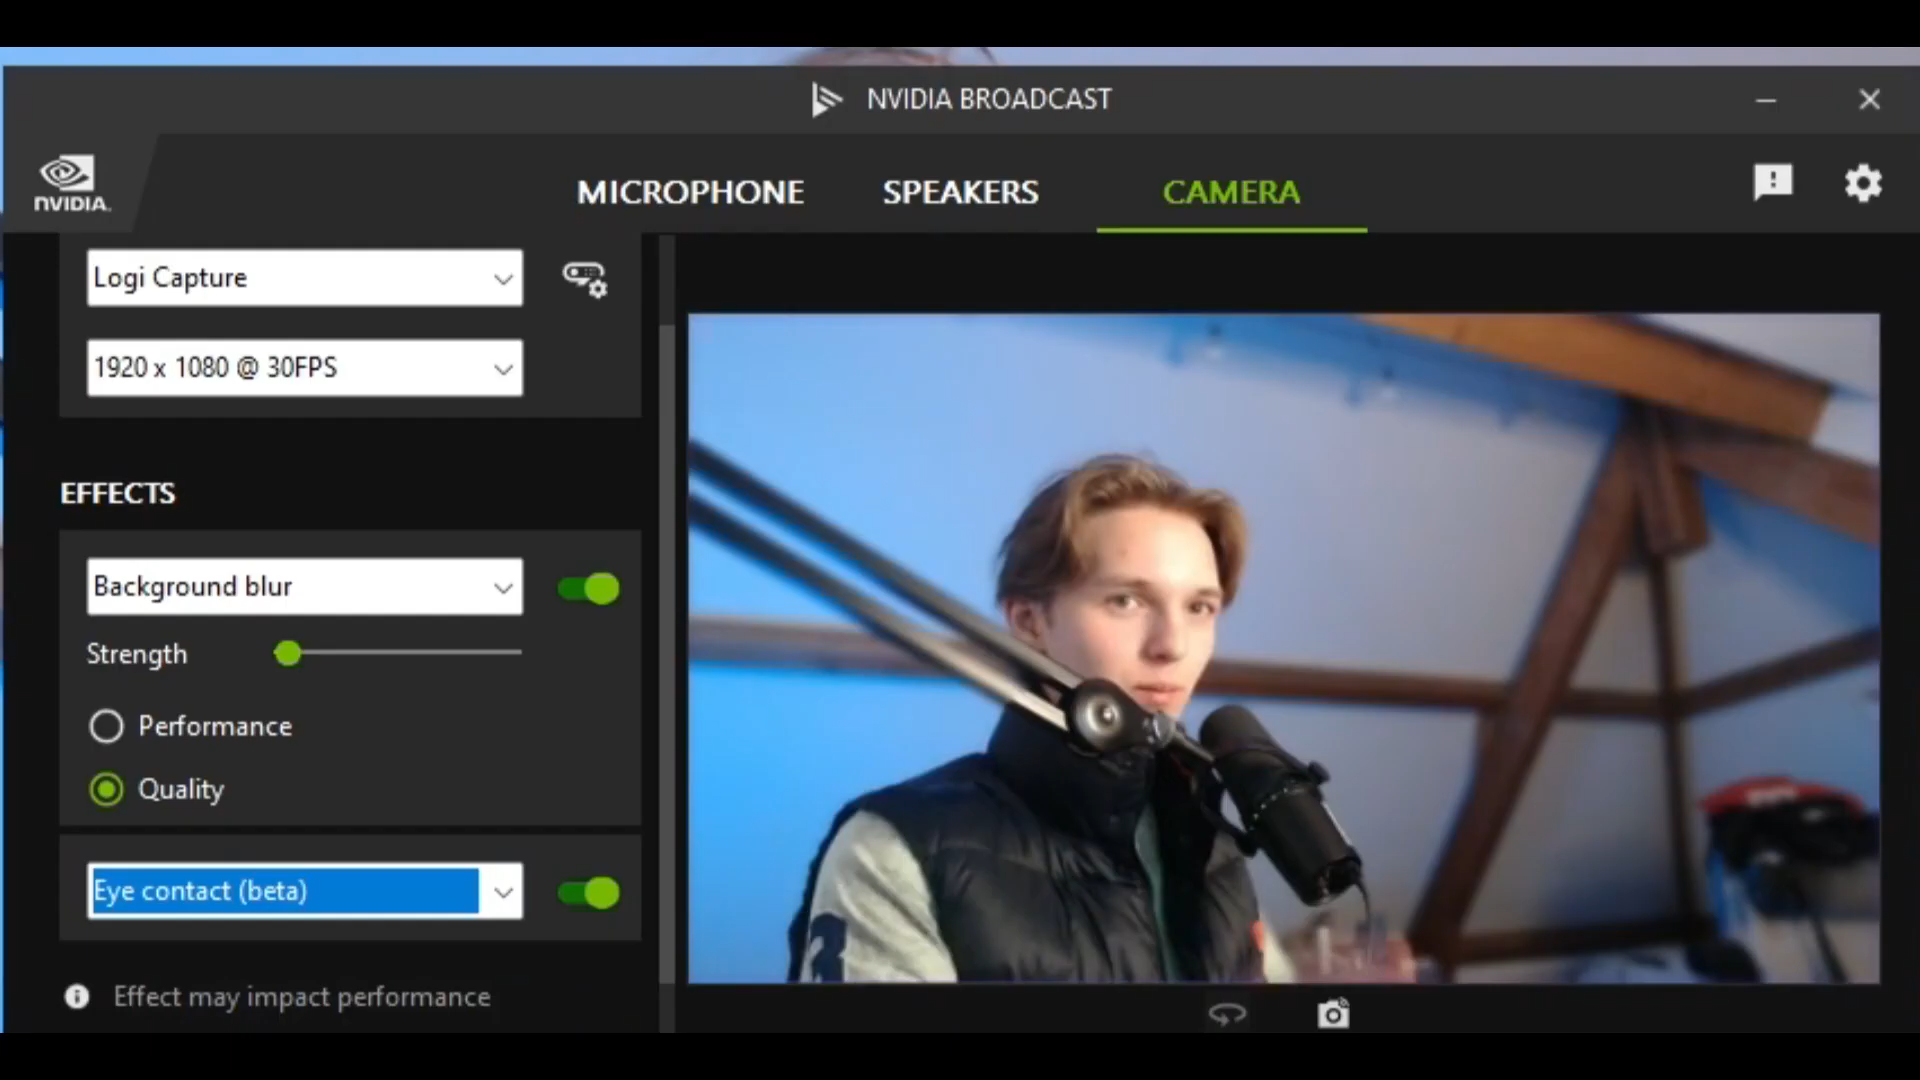 NVIDIA BROADCAST
NVIDIA.
MICROPHONE
SPEAKERS
CAMERA
Logi Capture
1920 x 1080 @ 30FPS
EFFECTS
Background blur
Strength
Performance
Quality
Eye contact (beta)
Effect may impact performance